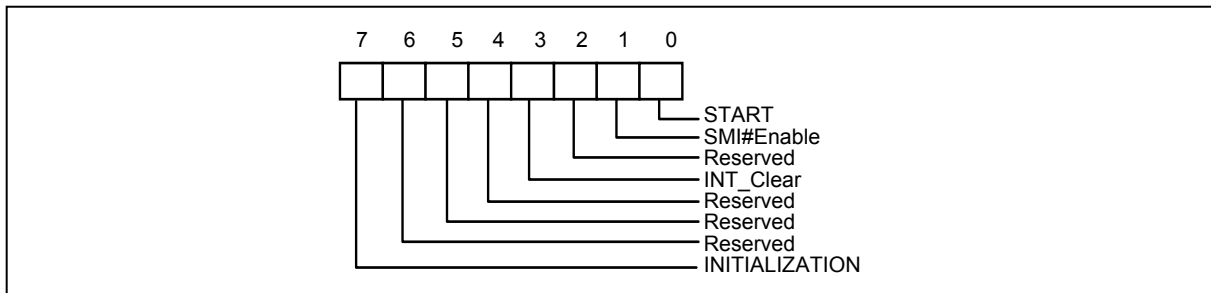 7 6 5 4 3 2 1 0
START
SMI#Enable
Reserved
INT_Clear
Reserved
Reserved
Reserved
INITIALIZATION